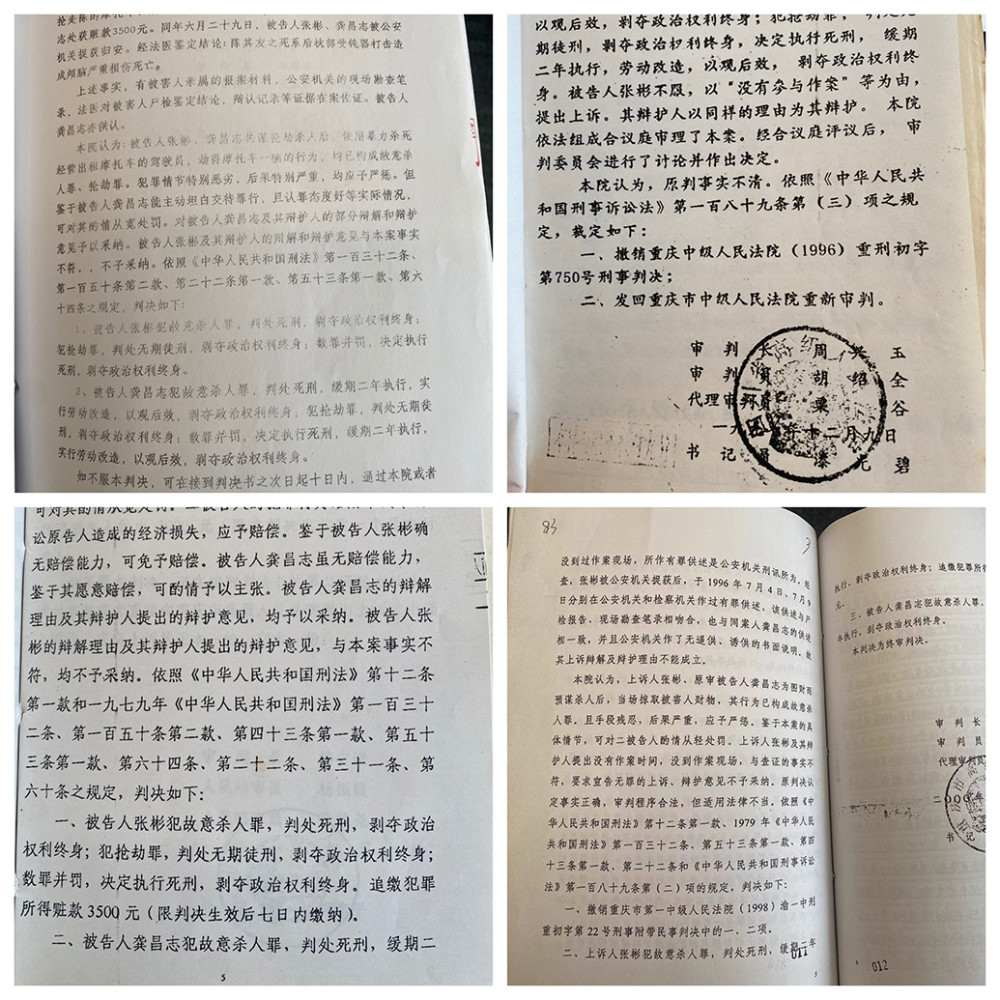 抢走陈的摩托
志处获赃款3500元。同年六月二十九日，被告人张彬、龚昌志被公安
机关捉获归安。经法医鉴定结论：陈其友之死系后枕部受钝器打击造
成颅脑严重损伤死亡。
上述事实，有被害人亲属的报案材料，公安机关的现场勘查笔
录、法医对被害人尸检鉴定结论，辩认记录等证据在案佐证。被告人
龚昌志亦供认。
本院认为：被告人张彬、龚昌志共谋抢劫杀人后，使用暴力杀死
经营出租摩托车的驾驶员，劫得摩托车一辆的行为，均已构成故意杀
人罪、抢劫罪。犯罪情节特别恶劣，后果特别严重，均应予严惩。但
鉴于被告人龚昌志能主动坦白交待罪行，且认罪态度好等实际情况，
可对其酌情从宽处罚。对被告人龚昌志及其辩护人的部分辩解和辩护
意见予以采纳。被告人张彬及其辩护人的辩解和辩护意见与本案事实
不符，，不予采纳。依照《中华人民共和国刑法》第一百三十二条、
第一百五十条第二款、第二十二条第一款、第五十三条第一款、第六
十四条之规定，判决如下：
1、被告人张彬犯故意杀人罪，判处死刑，剥夺政治权利终身；
犯抢劫罪，判处无期徒刑，剥夺政治权利终身；数罪并罚，决定执行
死刑，剥夺政治权利终身。
2、被告人龚昌志犯故意杀人罪，判处死刑，缓期二年执行，实
行劳动改造，以观后效，剥夺政治权利终身，犯抢劫罪，判处无期徒
刑，剥夺政治权利终身；数罪并罚，决定执行死刑，缓期二年执行，
实行劳动改造，以观后效，剥夺政治权利终身。
如不服本判决，可在接到判决书之次日起十日内，通过本院或者
以观后效，剥夺政治权利终身；犯抢劫罪，判处无
期徒刑，剥夺政治权利终身，决定执行死刑，缓期
二年执行，劳动改造，以观后效，剥夺政治权利终
身。被告人张彬不服，以“没有参与作案”等为由，
提出上诉。其辩护人以同样的理由为其辩护。本院
依法组成合议庭审理了本案。经合议庭评议后，审
判委员会进行了讨论并作出决定。
本院认为，原判事实不清。依照《中华人民共
和国刑事诉讼法》第一百八十九条第（三）项之规
定，裁定如下：
一、撤销重庆中级人民法院（1996）重刑初字
第750号刑事判决；
二、发回重庆市中级人民法院重新审判。
审判长 周兴玉
审判员 胡绍全
代理审判员 粟谷
年十二月九日
书记员 漆光碧
可对其酌情从宽处罚。
讼原告人造成的经济损失，应予赔偿。鉴于被告人张彬确
无赔偿能力，可免予赔偿。被告人龚昌志虽无赔偿能力，
鉴于其愿意赔偿，可酌情予以主张。被告人龚昌志的辩解
理由及其辩护人提出的辩护意见，均予以采纳。被告人张
彬的辩解理由及其辩护人提出的辩护意见，与本案事实不
符，均不予采纳。依照《中华人民共和国刑法》第十二条
第一款和一九七九年《中华人民共和国刑法》第一百三十
二条、第一百五十条第二款、第四十三条第一款、第五十
三条第一款、第六十四条、第二十二条、第三十一条、第
六十条之规定，判决如下：
一、被告人张彬犯故意杀人罪，判处死刑，剥夺政治
权利终身；犯抢劫罪，判处无期徒刑，剥夺政治权利终身；
数罪并罚，决定执行死刑，剥夺政治权利终身。追缴犯罪
所得赃款3500元（限判决生效后七日内缴纳）。
二、被告人龚昌志犯故意杀人罪，判处死刑，缓期二
5
83
没到过作案现场，所作有罪供述是公安机关刑讯所为，经
查，张彬被公安机关捉获后，于1996年7月4日、7月9
日分别在公安机关和检察机关作过有罪供述，该供述与尸
检报告、现场勘查笔录相吻合，也与同案人龚昌志的供述
相一致，并且公安机关作了无逼供、诱供的书面说明，故
其上诉辩解及辩护理由不能成立。
本院认为，上诉人张彬、原审被告人龚昌志为图财而
预谋杀人后，当场掠取被害人财物，其行为已构成故意杀
人罪，且手段残忍，后果严重，应予严惩。鉴于本案的具
体情节，可对二被告人酌情从轻处罚。上诉人张彬及其辩
护人提出没有作案时间，没到作案现场，与查证的事实不
符，要求宣告无罪的上诉、辩护意见不予采纳。原判决认
定事实正确，审判程序合法，但适用法律不当。依照《中
华人民共和国刑法》第十二条第一款、1979年《中华人民
共和国刑法》第一百三十二条、第五十三条第一款、第四
十三条第一款、第二十二条和《中华人民共和国刑事诉讼
法》第一百八十九条第（二）项的规定，判决如下：
一、撤销重庆市第一中级人民法院（1998）渝一中刑
重初字第22号刑事附带民事判决中的一、二项。
二、上诉人张彬犯故意杀人罪，判处死刑，缓期二年
011
5
执行，剥夺政治权利终身；追缴犯罪所得
元。
三、被告人龚昌志犯故意杀人罪，
年执行，剥夺政治权利终身。
本判决为终审判决。
审判长
审判员
代理审判员
二000年
书
012